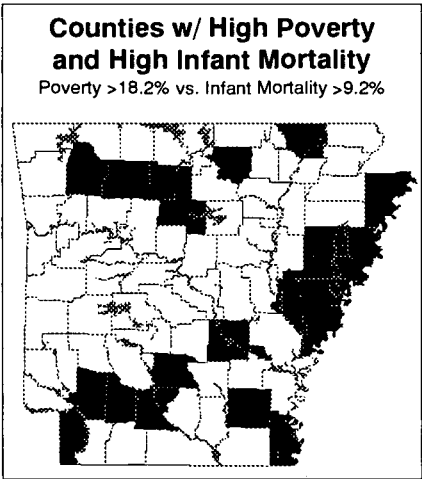 Counties w/ High Poverty
and High Infant Mortality
Poverty >18.2% vs. Infant Mortality >9.2%